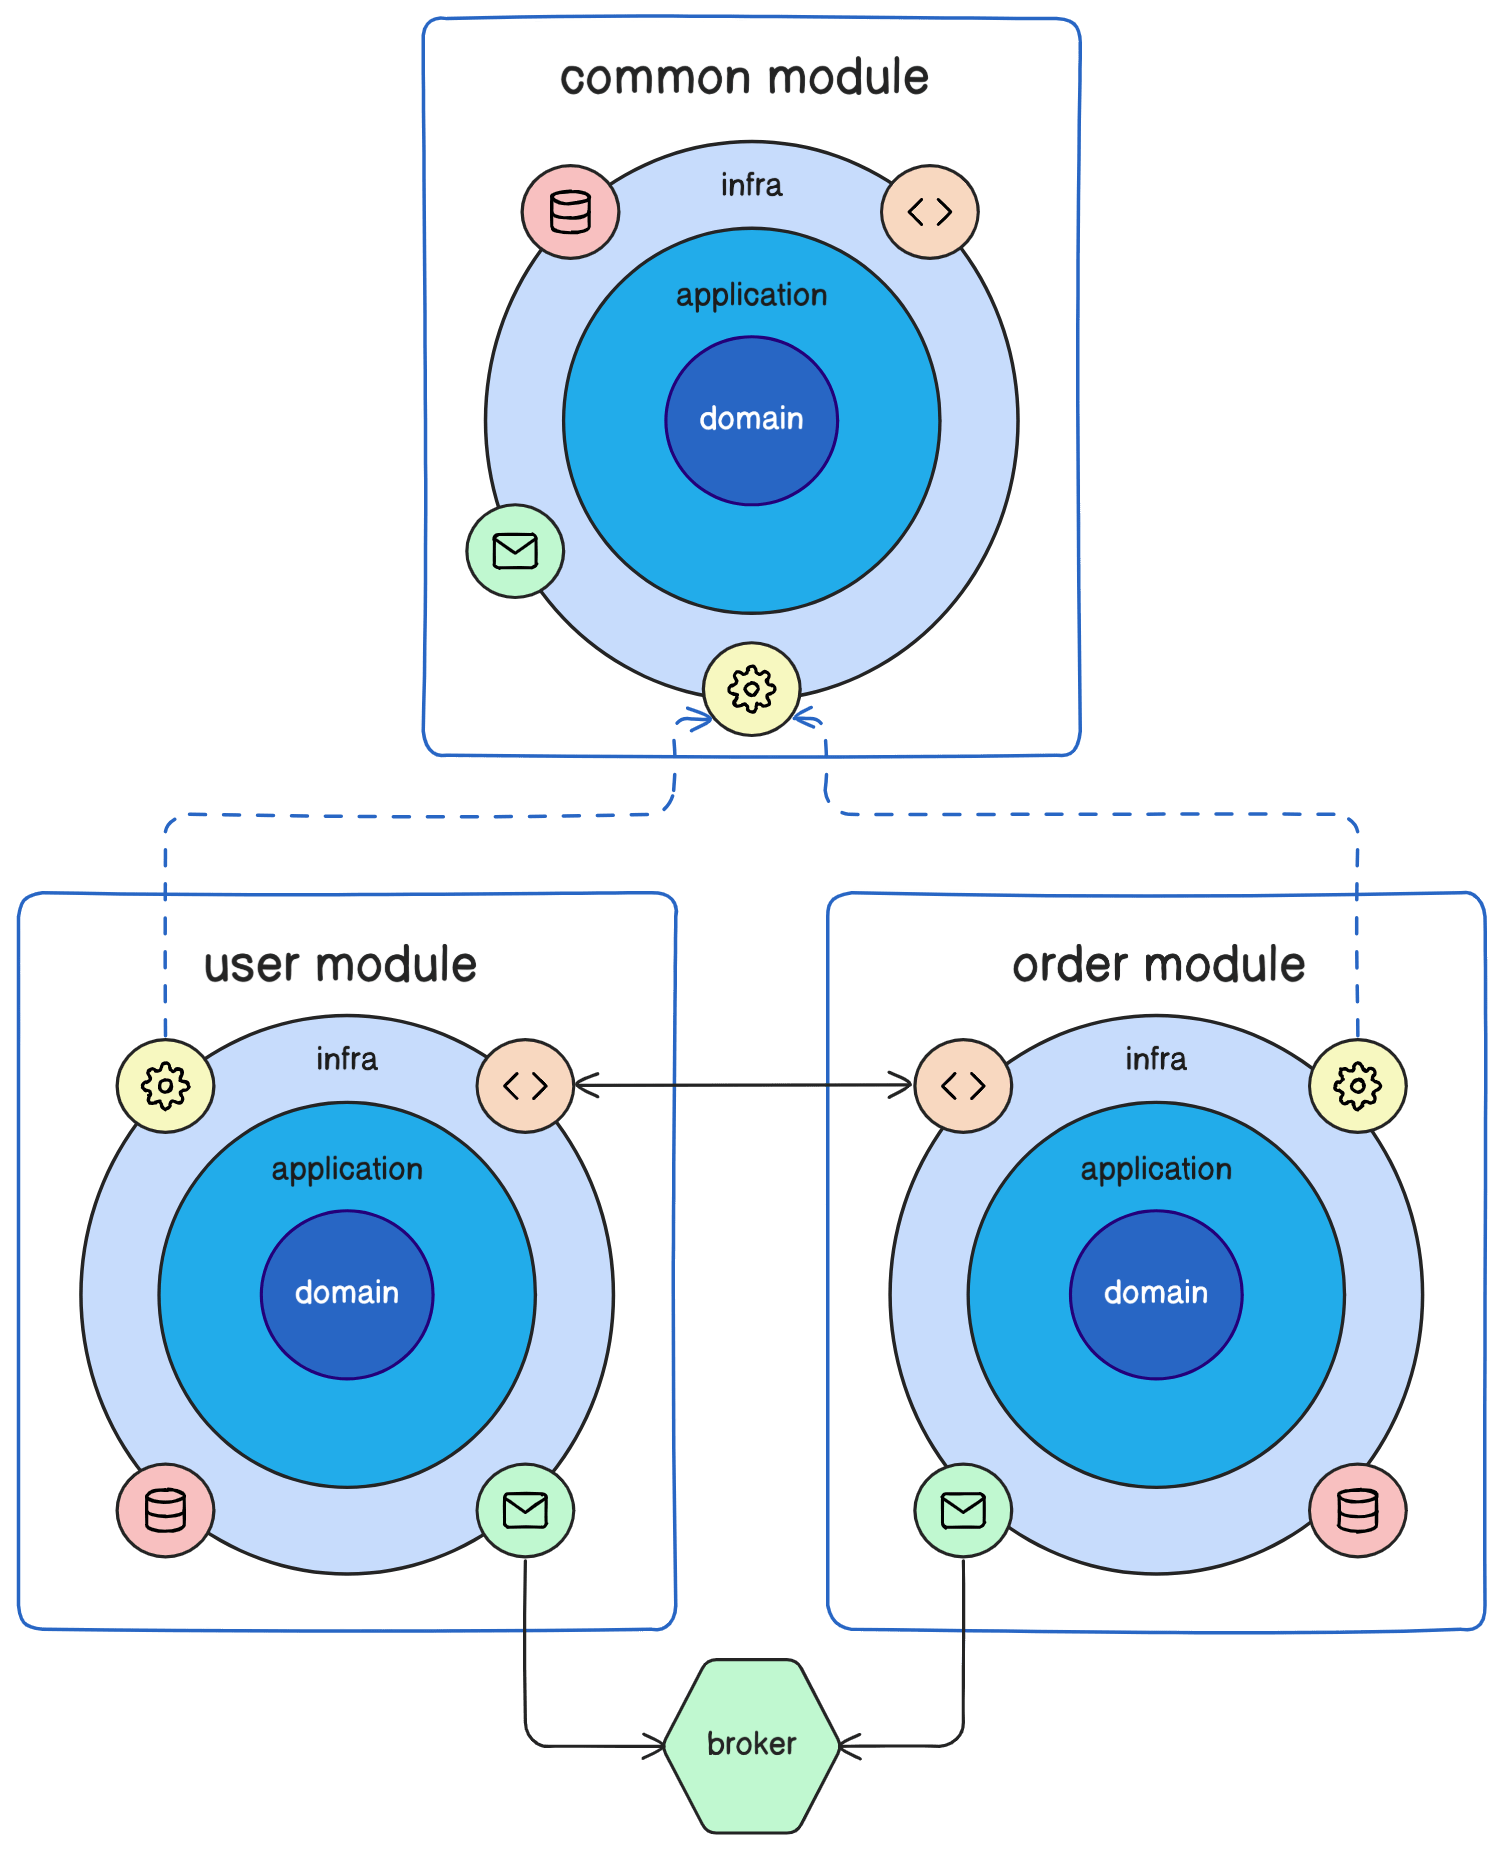 common module
infra
application
domain
user module
infra
application
domain
order module
infra
application
domain
broker